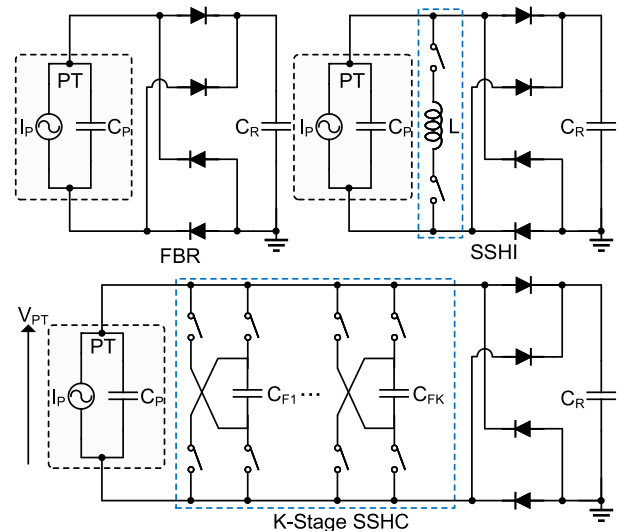 PT
I_P
C_P
C_R
FBR
PT
I_P
C_P
L
C_R
SSHI
V_PT
PT
I_P
C_P
C_F1
...
C_FK
C_R
K-Stage SSHC